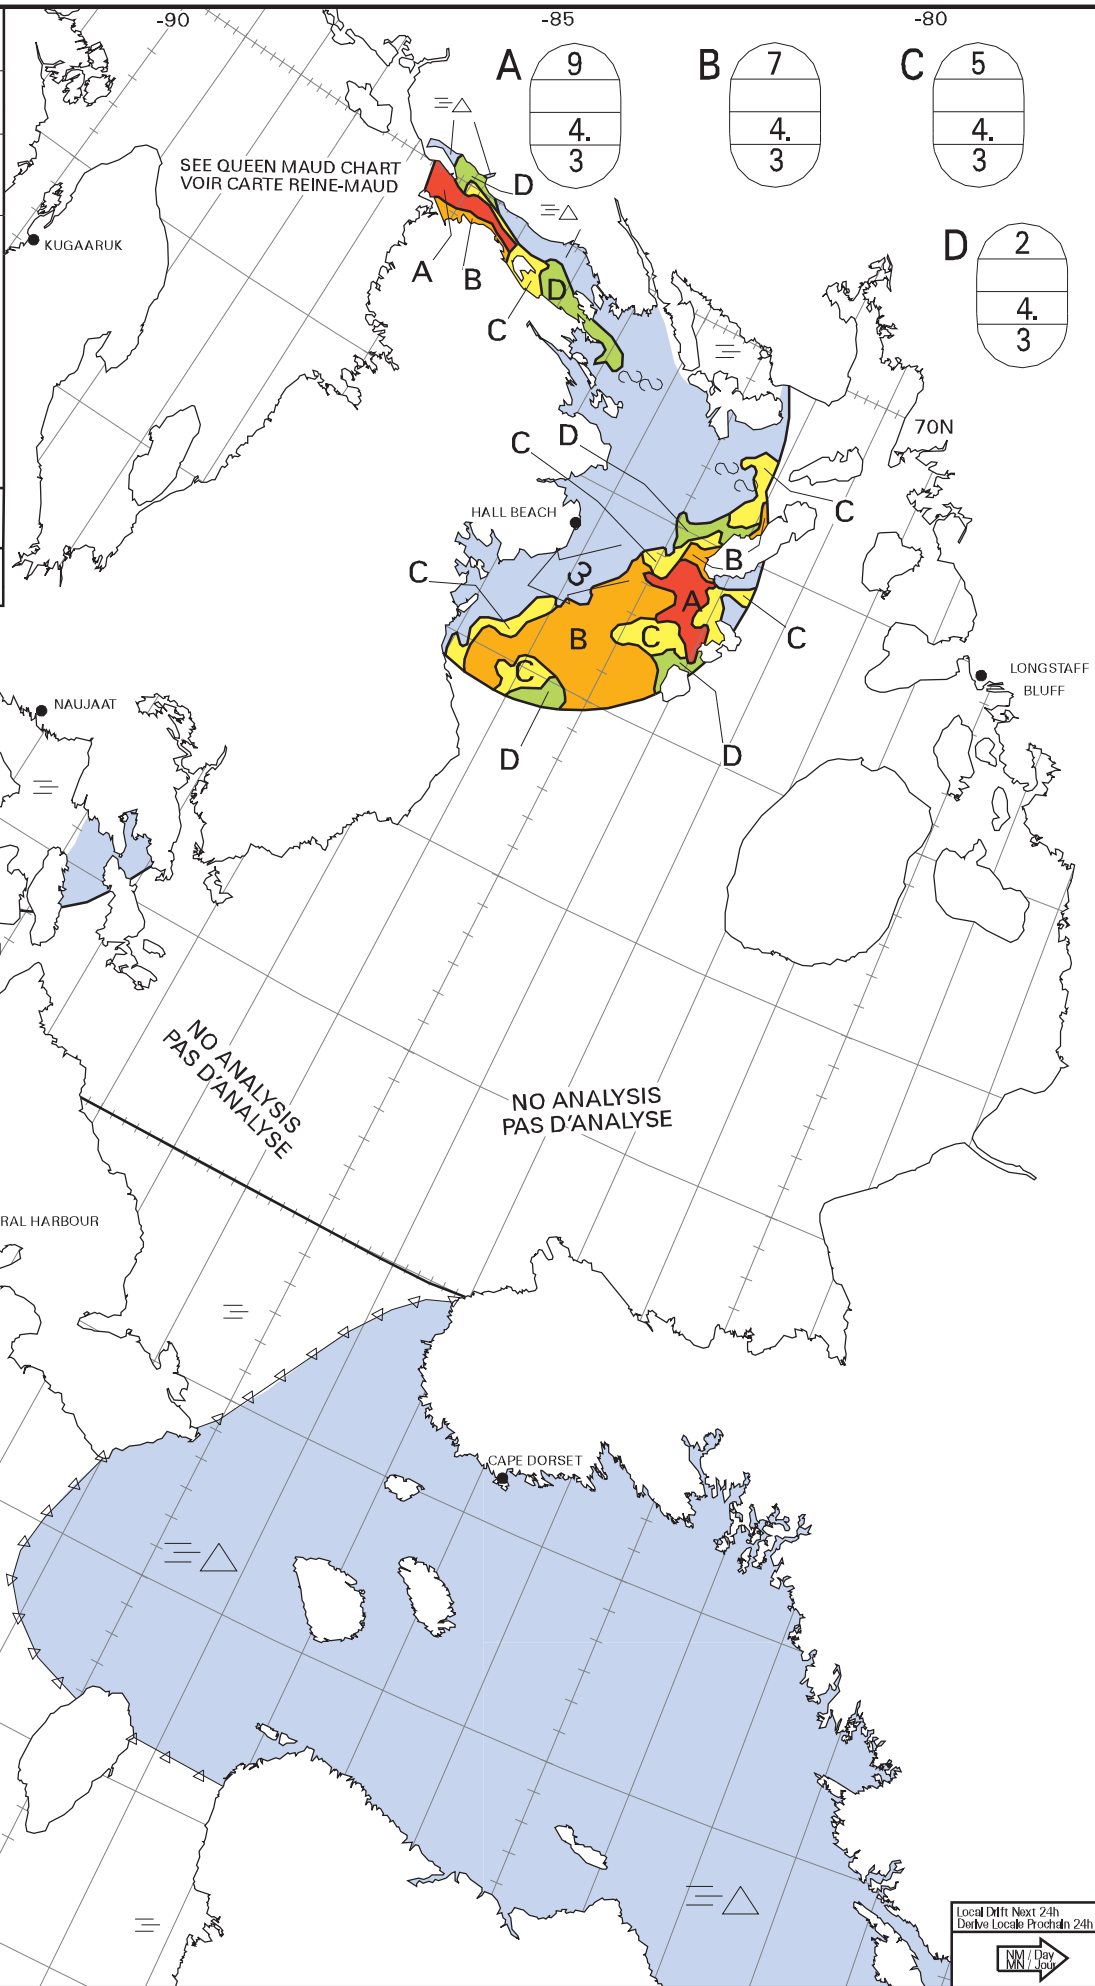 -90
-85
-80
A
9
4.
3
B
7
4.
3
C
5
4.
3
D
2
4.
3
SEE QUEEN MAUD CHART
VOIR CARTE REINE-MAUD
KUGAARUK
D
A
B
D
C
70N
C
D
HALL BEACH
C
C
B
3
A
C
B
C
C
C
LONGSTAFF
BLUFF
NAUJAAT
D
D
NO ANALYSIS
PAS D'ANALYSE
NO ANALYSIS
PAS D'ANALYSE
RAL HARBOUR
CAPE DORSET
Local Drift Next 24h
Derive Locale Prochain 24h
NM / Day
MN / Jour